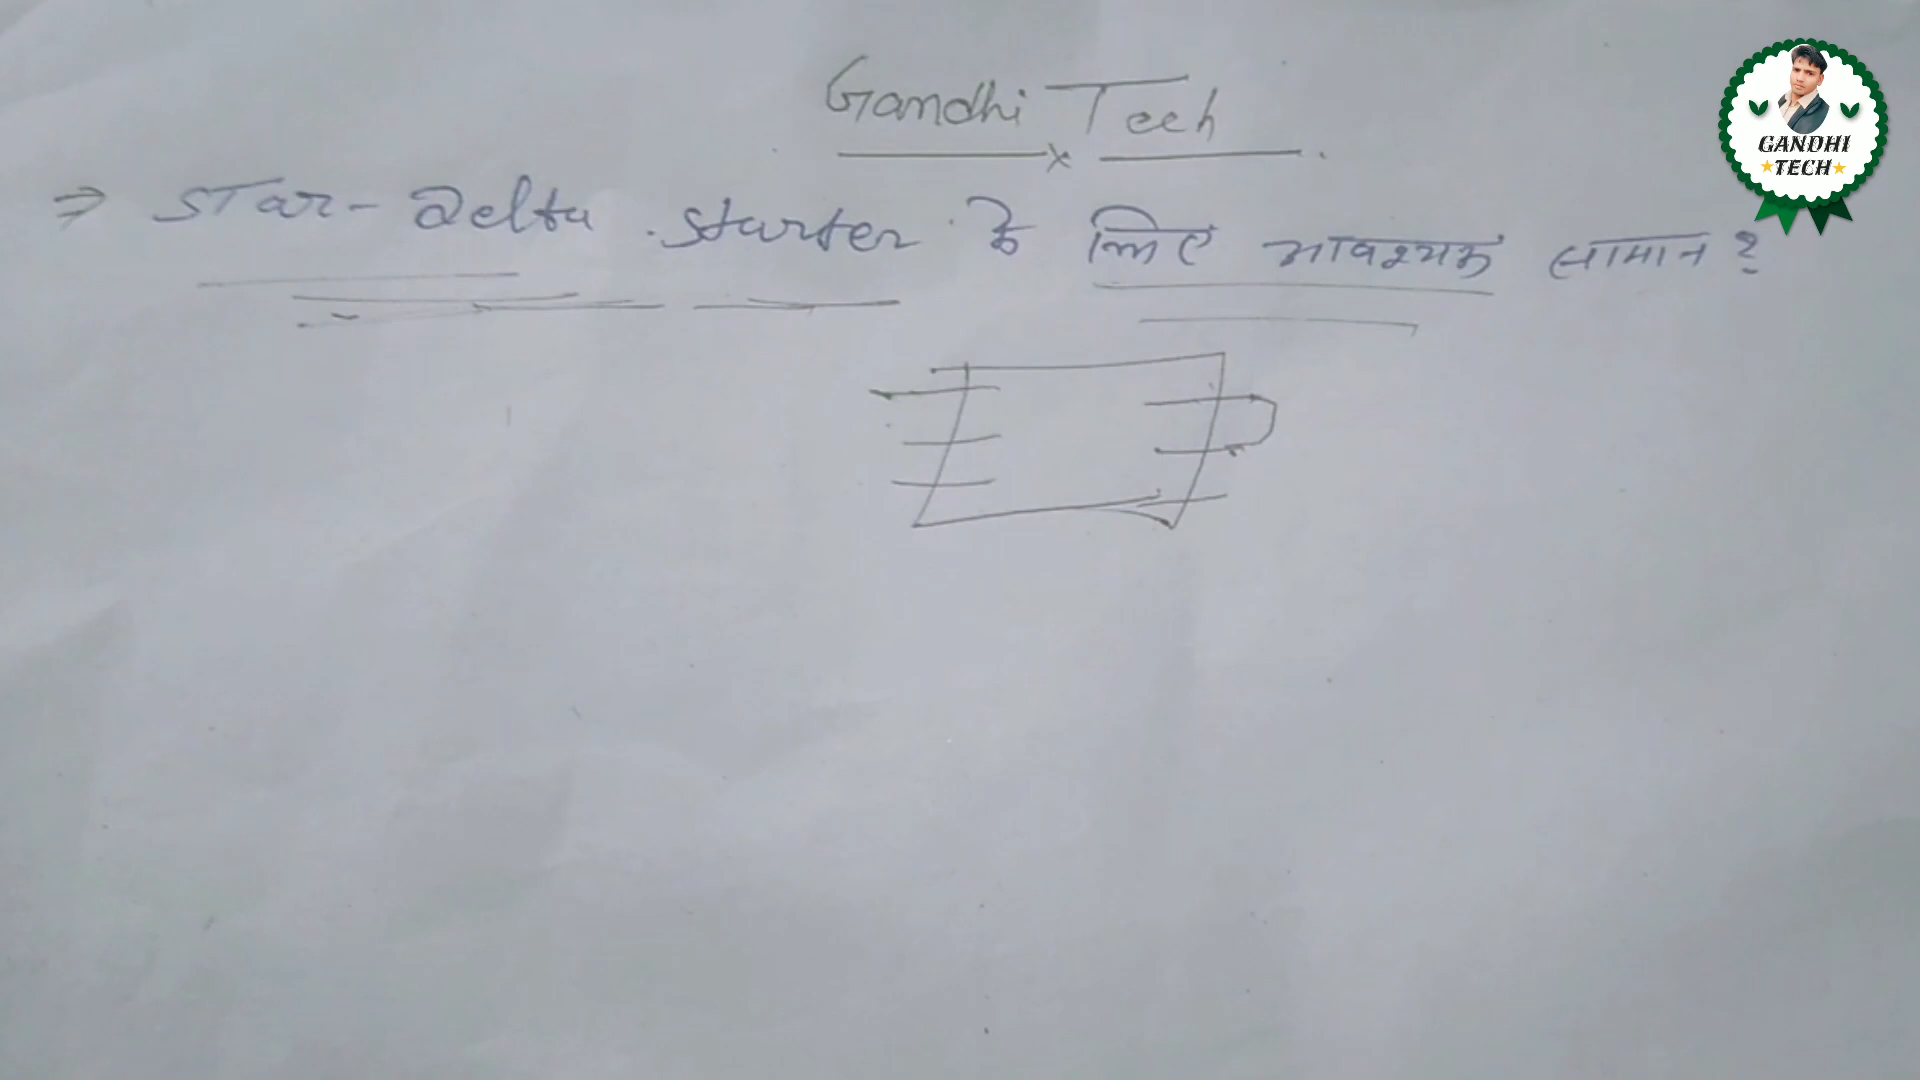 Gandhi Tech
⇒ Star-Delta starter के लिए आवश्यक सामान ?
GANDHI
TECH